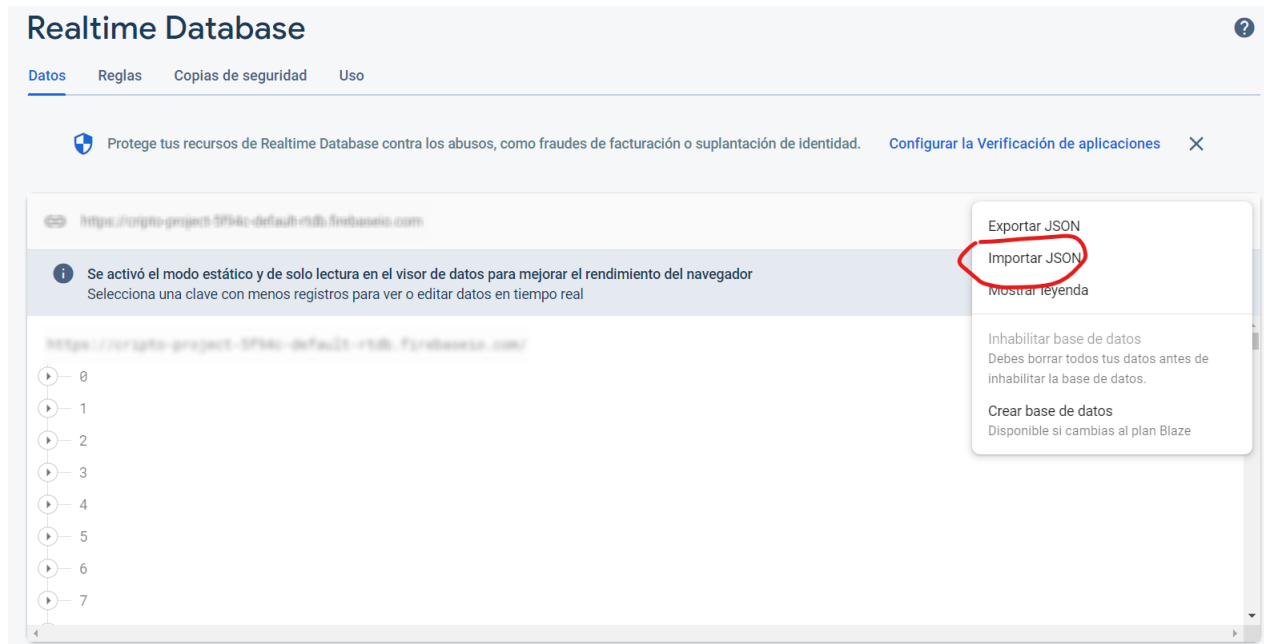 Realtime Database
Datos Reglas Copias de seguridad Uso
Protege tus recursos de Realtime Database contra los abusos, como fraudes de facturación o suplantación de identidad. Configurar la Verificación de aplicaciones
Exportar JSON
Importar JSON
Mostrar leyenda
Inhabilitar base de datos
Debes borrar todos tus datos antes de
inhabilitar la base de datos.
Crear base de datos
Disponible si cambias al plan Blaze
Se activó el modo estático y de solo lectura en el visor de datos para mejorar el rendimiento del navegador
Selecciona una clave con menos registros para ver o editar datos en tiempo real
0
1
2
3
4
5
6
7